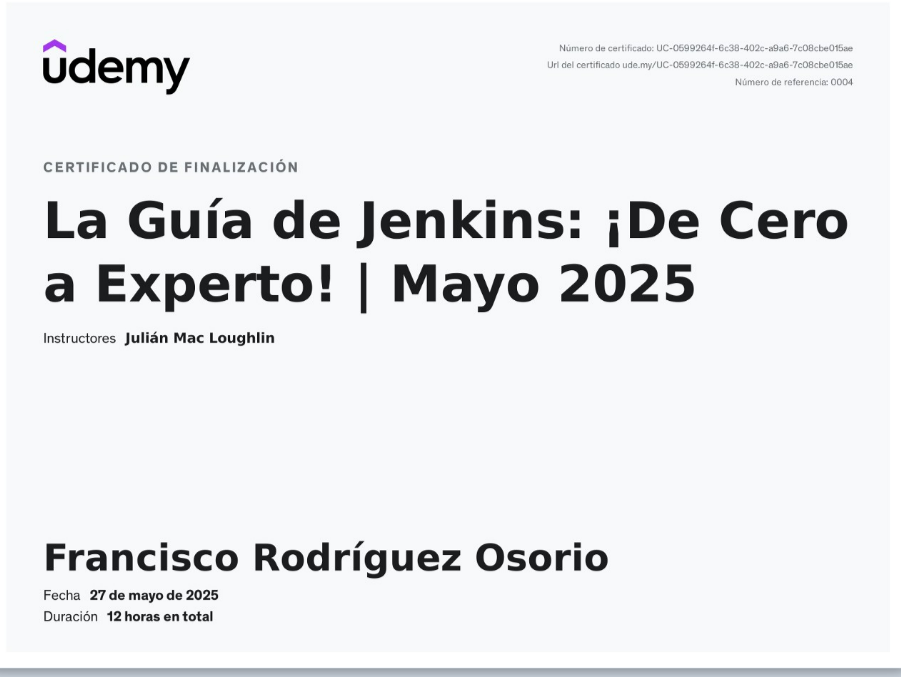 udemy
Número de certificado: UC-0599264f-6c38-402c-a9a6-7c08cbe015ae
Url del certificado ude.my/UC-0599264f-6c38-402c-a9a6-7c08cbe015ae
Número de referencia: 0004
CERTIFICADO DE FINALIZACIÓN
La Guía de Jenkins: ¡De Cero
a Experto! | Mayo 2025
Instructores Julián Mac Loughlin
Francisco Rodríguez Osorio
Fecha 27 de mayo de 2025
Duración 12 horas en total